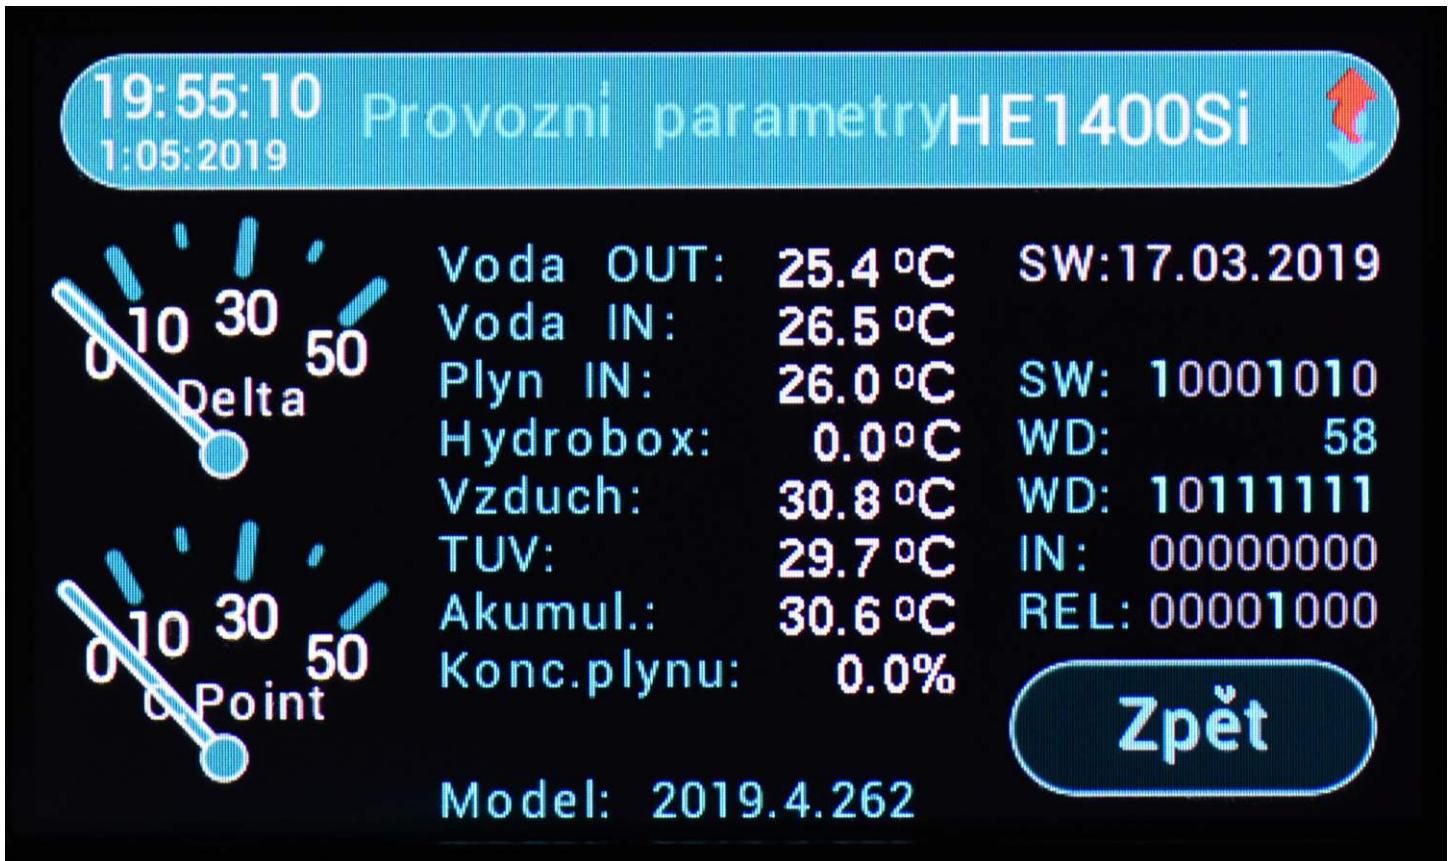 19:55:10 Provozní parametry HE1400Si
1:05:2019
10 30
0 50
Delta
10 30
0 50
C.Point
Voda OUT: 25.4 ºC
Voda IN: 26.5 ºC
Plyn IN: 26.0 ºC
Hydrobox: 0.0 ºC
Vzduch: 30.8 ºC
TUV: 29.7 ºC
Akumul.: 30.6 ºC
Konc.plynu: 0.0%
Model: 2019.4.262
SW:17.03.2019
SW: 10001010
WD: 58
WD: 10111111
IN: 00000000
REL: 00001000
Zpět